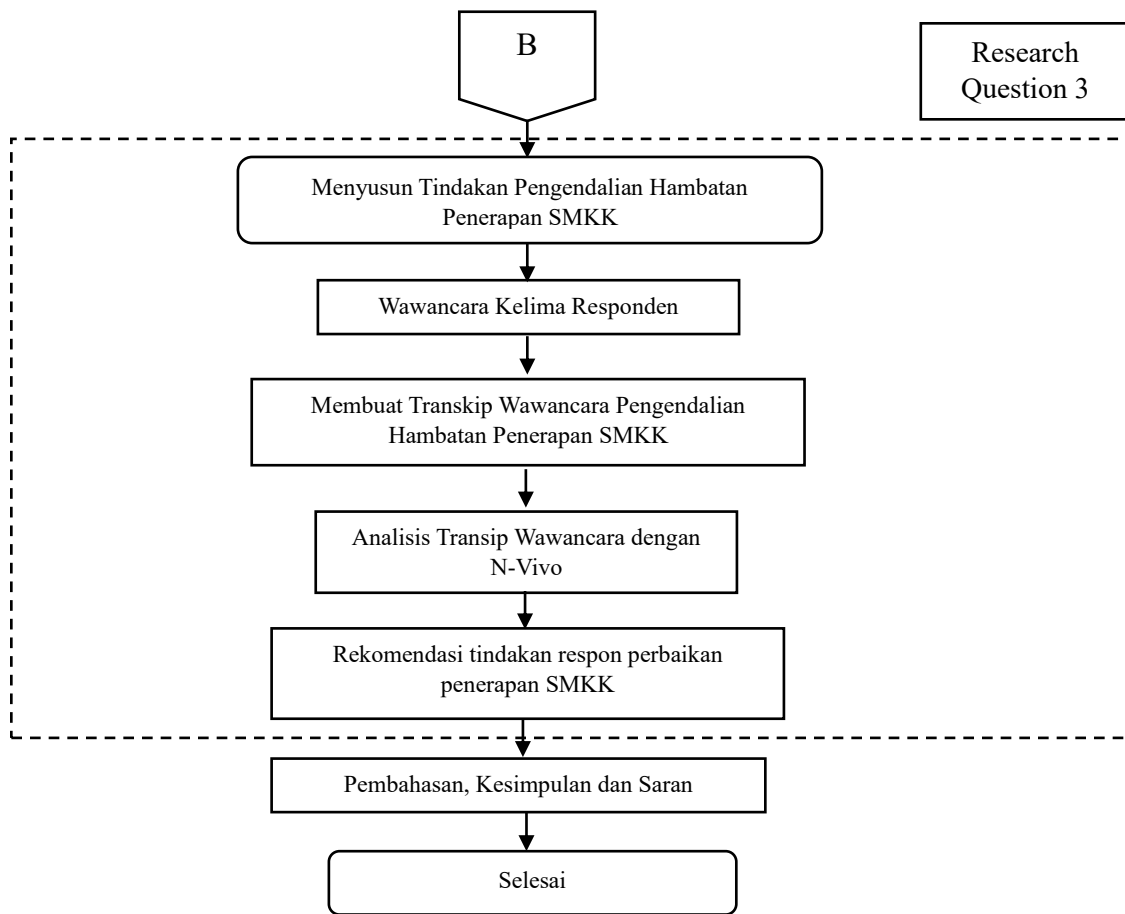 B
Research
Question 3
Menyusun Tindakan Pengendalian Hambatan
Penerapan SMKK
Wawancara Kelima Responden
Membuat Transkip Wawancara Pengendalian
Hambatan Penerapan SMKK
Analisis Transip Wawancara dengan
N-Vivo
Rekomendasi tindakan respon perbaikan
penerapan SMKK
Pembahasan, Kesimpulan dan Saran
Selesai